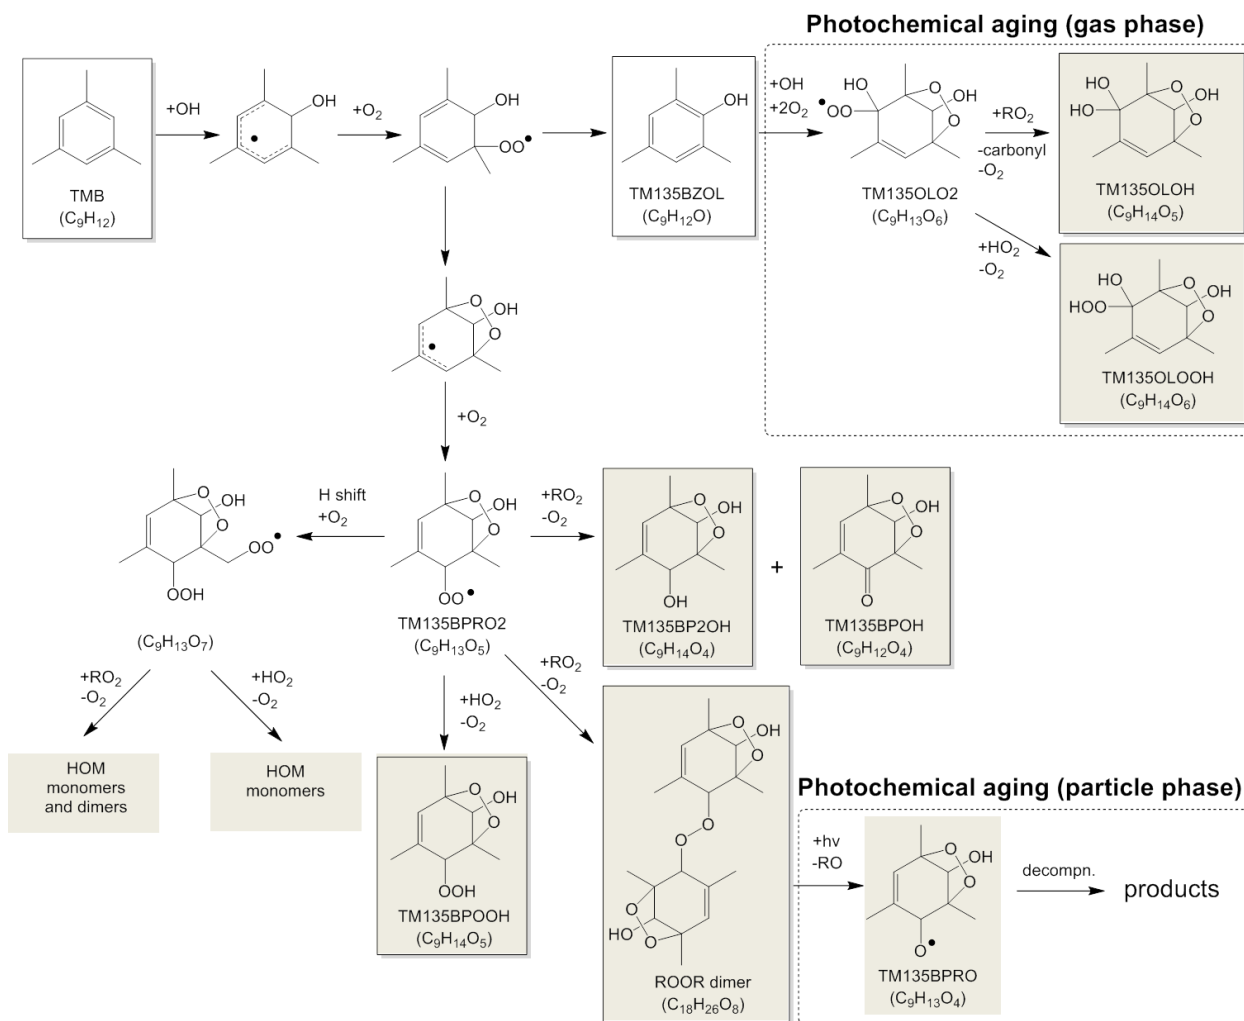 Photochemical aging (gas phase)
TMB
(C₉H₁₂)
+OH
OH
+O₂
OH
OO•
OH
TM135BZOL
(C₉H₁₂O)
+OH
+2O₂
HO
•OO
O
OH
O
TM135OLO2
(C₉H₁₃O₆)
+RO₂
-carbonyl
-O₂
HO
HO
O
OH
O
TM135OLOH
(C₉H₁₄O₅)
+HO₂
-O₂
HO
HOO
O
OH
O
TM135OLOOH
(C₉H₁₄O₆)
O
OH
O
+O₂
O
OH
O
OO•
OOH
(C₉H₁₃O₇)
H shift
+O₂
O
OH
O
OO•
TM135BPRO2
(C₉H₁₃O₅)
+RO₂
-O₂
O
OH
O
OH
TM135BP2OH
(C₉H₁₄O₄)
+
O
OH
O
O
TM135BPOH
(C₉H₁₂O₄)
+RO₂
-O₂
+HO₂
-O₂
+HO₂
-O₂
+RO₂
-O₂
HOM
monomers
and dimers
HOM
monomers
O
OH
O
OOH
TM135BPOOH
(C₉H₁₄O₅)
O
OH
O
O
O
O
HO
O
ROOR dimer
(C₁₈H₂₆O₈)
Photochemical aging (particle phase)
+hv
-RO
O
OH
O
O•
TM135BPRO
(C₉H₁₃O₄)
decompn.
products